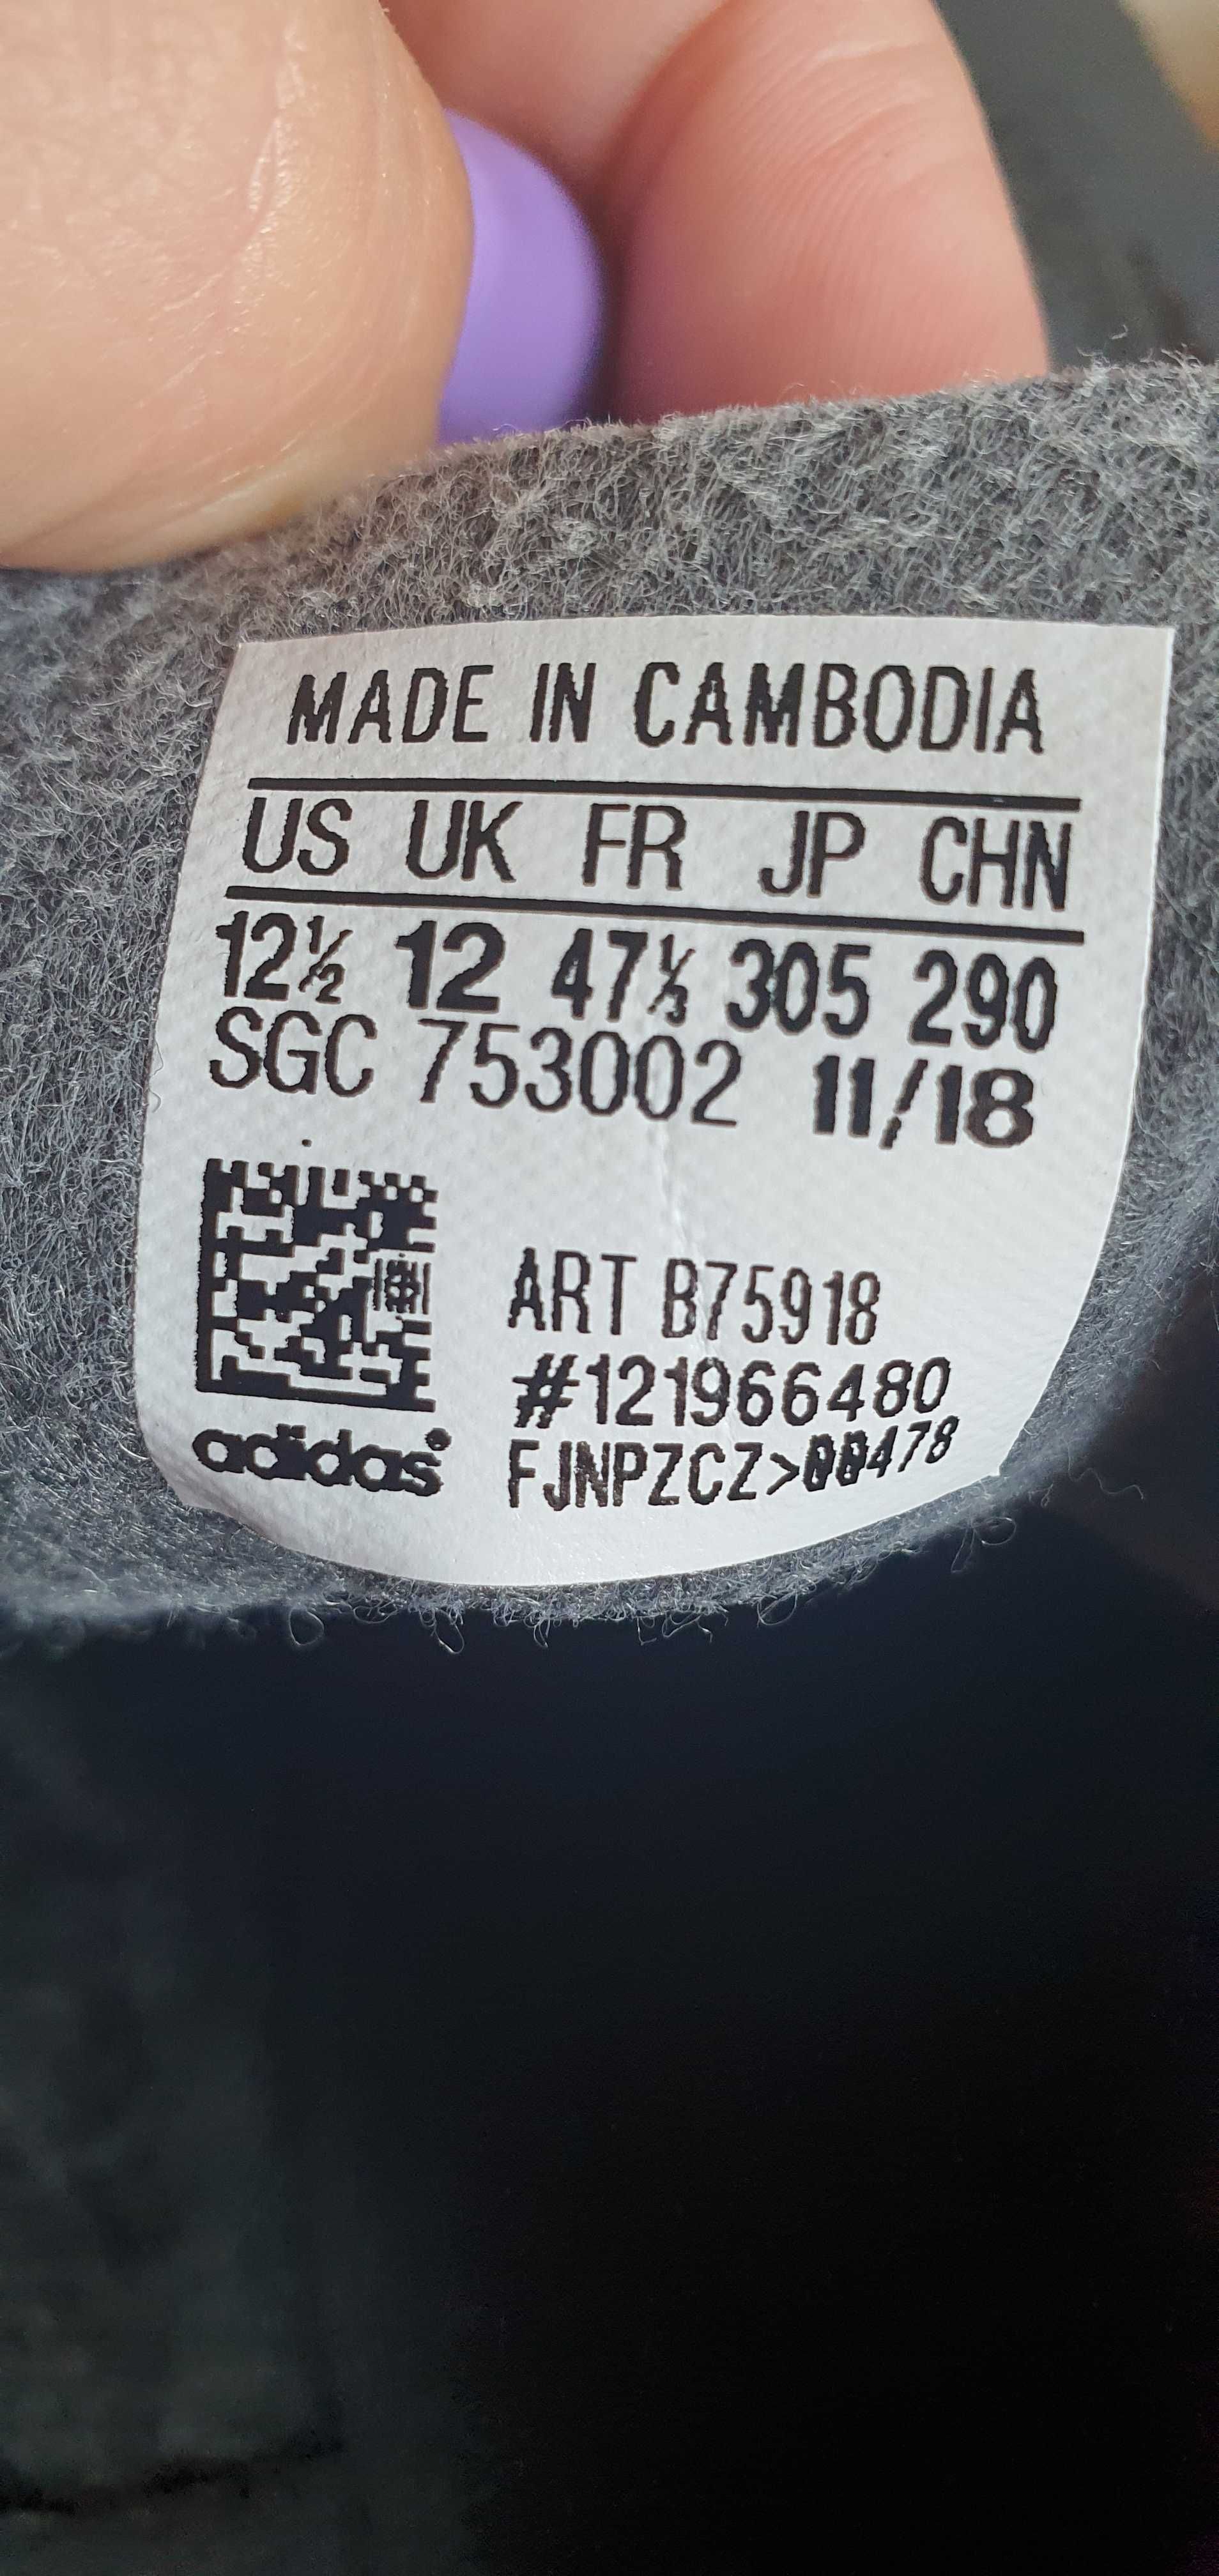 MADE IN CAMBODIA
US UK FR JP CHN
12½ 12 47⅓ 305 290
SGC 753002 11/18
ART B75918
#121966480
FJNPZCZ>00478
adidas®